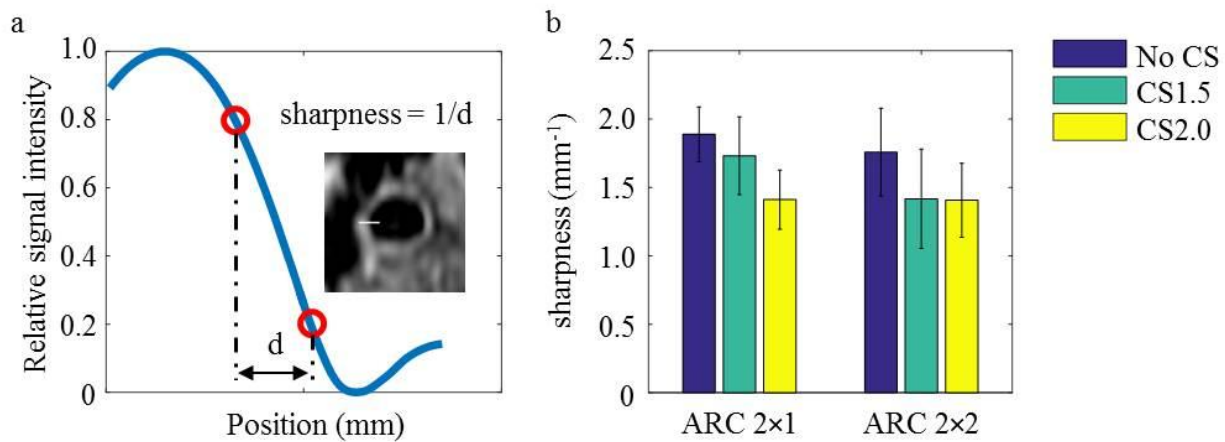 a
Relative signal intensity
1.0
0.8
0.6
0.4
0.2
0
sharpness = 1/d
d
Position (mm)
b
sharpness (mm-1)
2.5
2.0
1.5
1.0
0.5
0
ARC 2×1
ARC 2×2
No CS
CS1.5
CS2.0